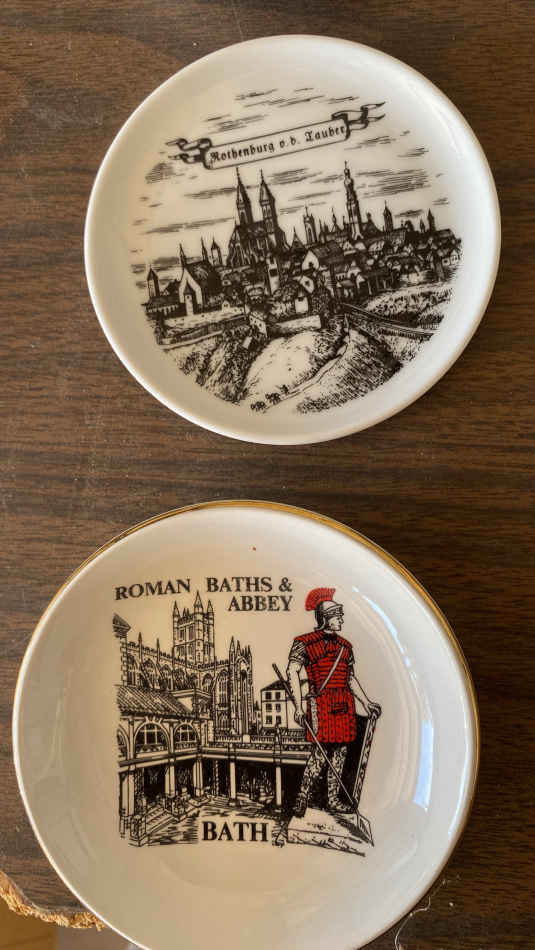 Rothenburg o.d. Tauber
ROMAN BATHS &
ABBEY
BATH